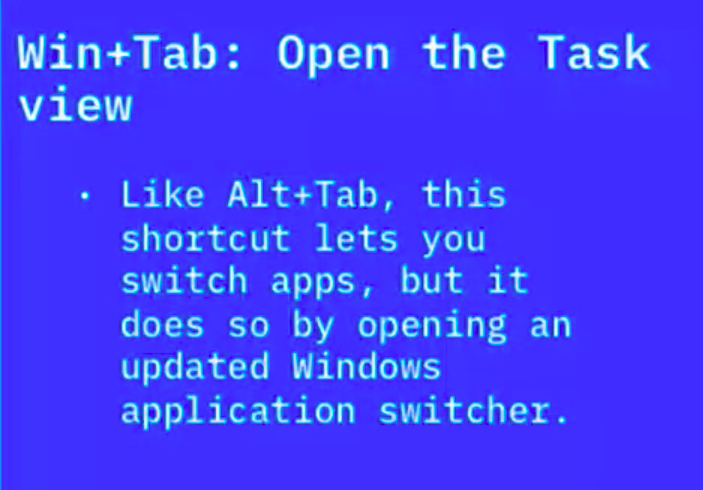 Win+Tab: Open the Task
view
· Like Alt+Tab, this
shortcut lets you
switch apps, but it
does so by opening an
updated Windows
application switcher.